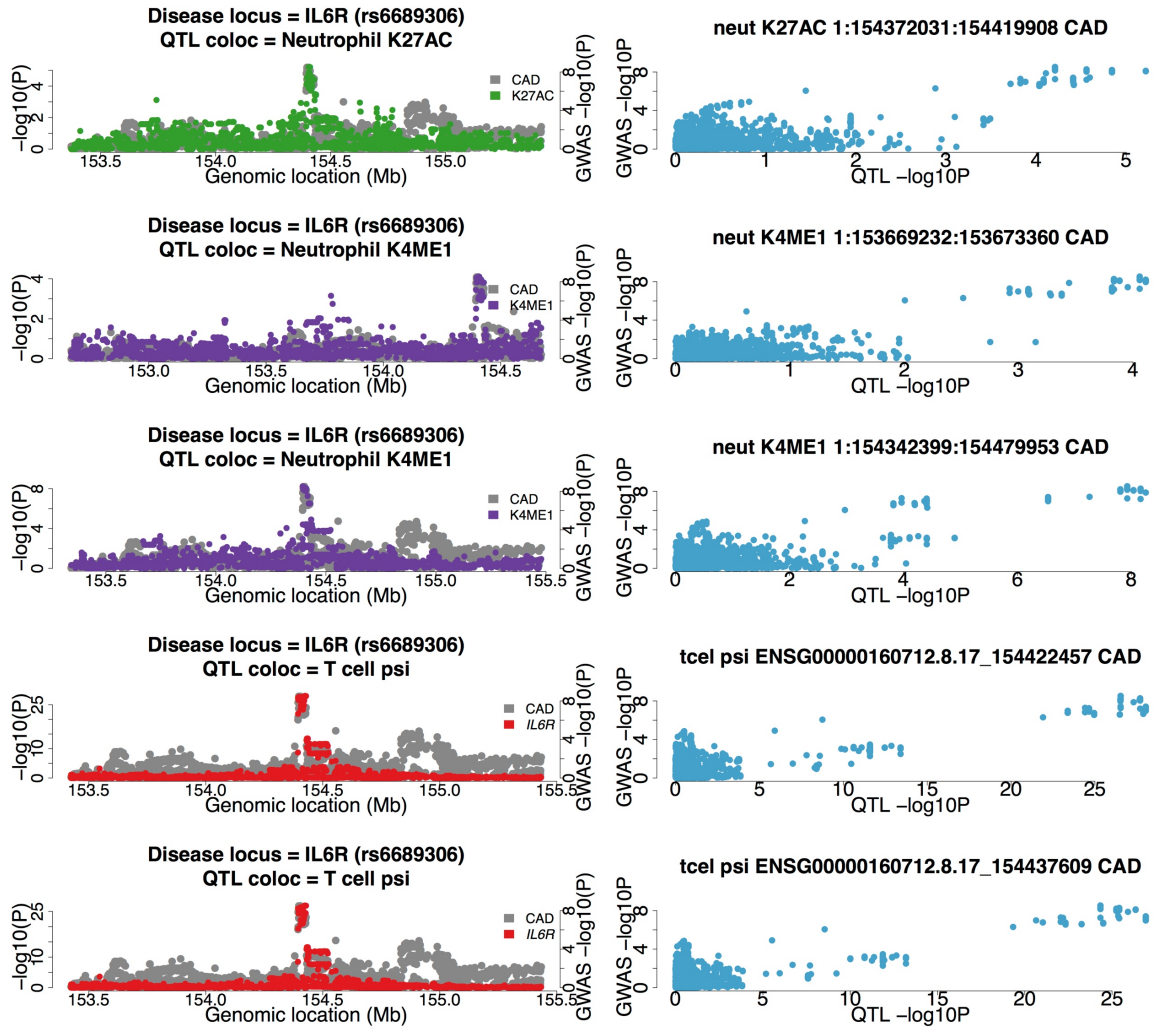 Disease locus = IL6R (rs6689306)
QTL coloc = Neutrophil K27AC
−log10(P)
0 2 4
153.5 154.0 154.5 155.0
Genomic location (Mb)
0 4 8
GWAS −log10(P)
CAD
K27AC
neut K27AC 1:154372031:154419908 CAD
GWAS −log10P
0 4 8
0 1 2 3 4 5
QTL −log10P
Disease locus = IL6R (rs6689306)
QTL coloc = Neutrophil K4ME1
−log10(P)
0 2 4
153.0 153.5 154.0 154.5
Genomic location (Mb)
0 4 8
GWAS −log10(P)
CAD
K4ME1
neut K4ME1 1:153669232:153673360 CAD
GWAS −log10P
0 4 8
0 1 2 3 4
QTL −log10P
Disease locus = IL6R (rs6689306)
QTL coloc = Neutrophil K4ME1
−log10(P)
0 4 8
153.5 154.0 154.5 155.0 155.5
Genomic location (Mb)
0 4 8
GWAS −log10(P)
CAD
K4ME1
neut K4ME1 1:154342399:154479953 CAD
GWAS −log10P
0 4 8
0 2 4 6 8
QTL −log10P
Disease locus = IL6R (rs6689306)
QTL coloc = T cell psi
−log10(P)
0 10 25
153.5 154.0 154.5 155.0 155.5
Genomic location (Mb)
0 4 8
GWAS −log10(P)
CAD
IL6R
tcel psi ENSG00000160712.8.17_154422457 CAD
GWAS −log10P
0 4 8
0 5 10 15 20 25
QTL −log10P
Disease locus = IL6R (rs6689306)
QTL coloc = T cell psi
−log10(P)
0 10 25
153.5 154.0 154.5 155.0 155.5
Genomic location (Mb)
0 4 8
GWAS −log10(P)
CAD
IL6R
tcel psi ENSG00000160712.8.17_154437609 CAD
GWAS −log10P
0 4 8
0 5 10 15 20 25
QTL −log10P